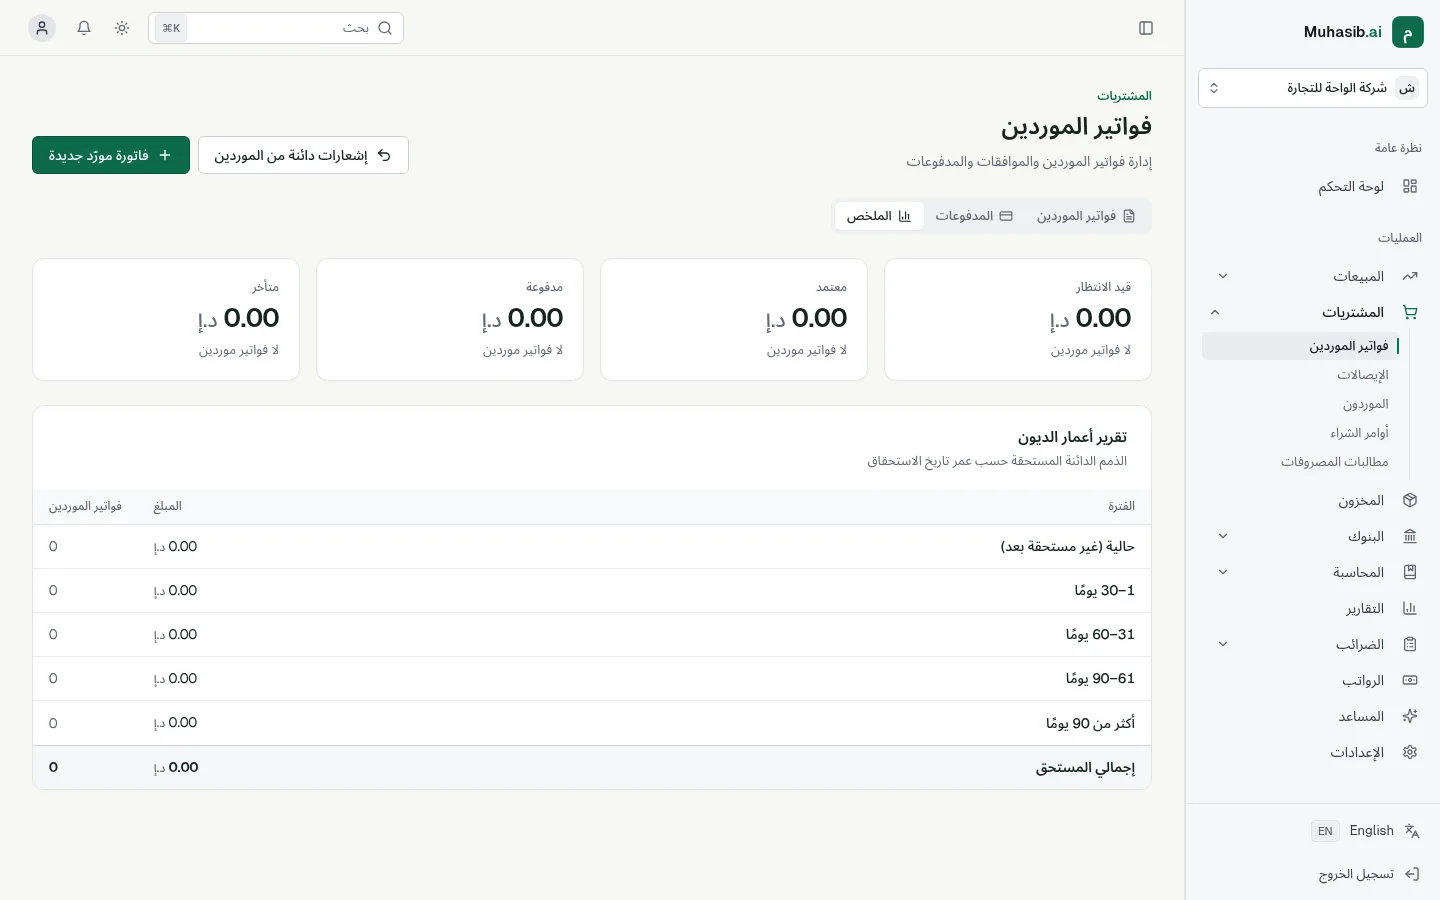 Muhasib.ai
م
ش
شركة الواحة للتجارة
نظرة عامة
لوحة التحكم
العمليات
المبيعات
المشتريات
فواتير الموردين
الإيصالات
الموردون
أوامر الشراء
مطالبات المصروفات
المخزون
البنوك
المحاسبة
التقارير
الضرائب
الرواتب
المساعد
الإعدادات
English EN
تسجيل الخروج
بحث ⌘K
المشتريات
فواتير الموردين
إدارة فواتير الموردين والموافقات والمدفوعات
إشعارات دائنة من الموردين
فاتورة مورّد جديدة
فواتير الموردين المدفوعات الملخص
قيد الانتظار
0.00 د.إ
لا فواتير موردين
معتمد
0.00 د.إ
لا فواتير موردين
مدفوعة
0.00 د.إ
لا فواتير موردين
متأخر
0.00 د.إ
لا فواتير موردين
تقرير أعمار الديون
الذمم الدائنة المستحقة حسب عمر تاريخ الاستحقاق
الفترة المبلغ فواتير الموردين
حالية (غير مستحقة بعد) 0.00 د.إ 0
1–30 يومًا 0.00 د.إ 0
31–60 يومًا 0.00 د.إ 0
61–90 يومًا 0.00 د.إ 0
أكثر من 90 يومًا 0.00 د.إ 0
إجمالي المستحق 0.00 د.إ 0